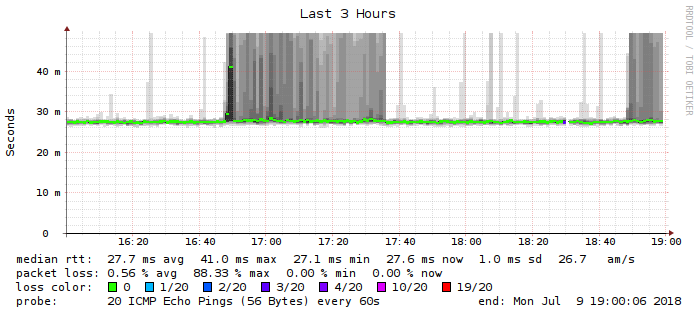 Last 3 Hours
RRDTOOL / TOBI OETIKER
Seconds
40 m
30 m
20 m
10 m
0
16:20 16:40 17:00 17:20 17:40 18:00 18:20 18:40 19:00
median rtt: 27.7 ms avg 41.0 ms max 27.1 ms min 27.6 ms now 1.0 ms sd 26.7 am/s
packet loss: 0.56 % avg 88.33 % max 0.00 % min 0.00 % now
loss color: 0 1/20 2/20 3/20 4/20 10/20 19/20
probe: 20 ICMP Echo Pings (56 Bytes) every 60s end: Mon Jul 9 19:00:06 2018